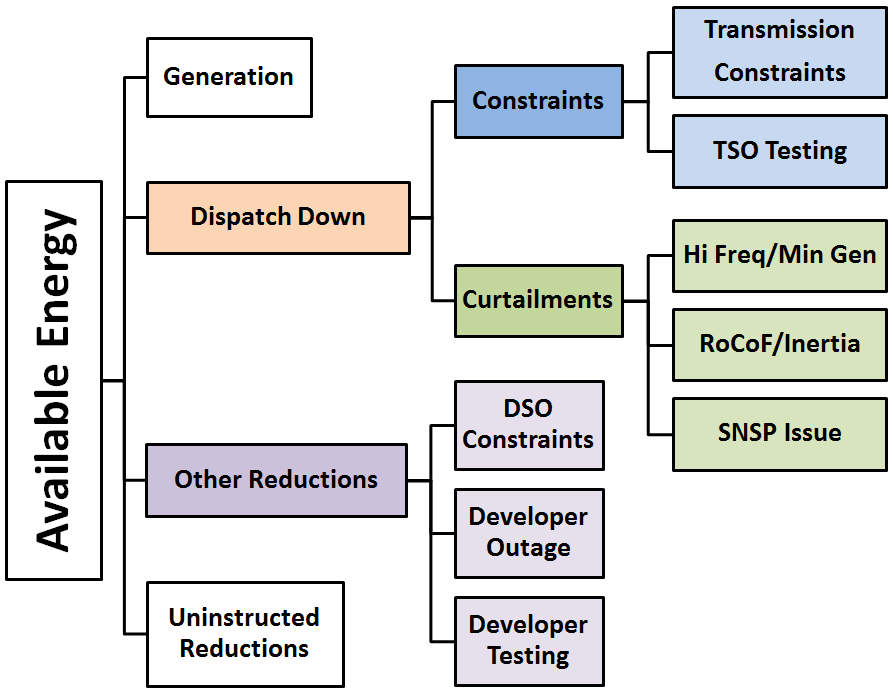 Available Energy
Generation
Dispatch Down
Other Reductions
Uninstructed
Reductions
Constraints
Curtailments
DSO
Constraints
Developer
Outage
Developer
Testing
Transmission
Constraints
TSO Testing
Hi Freq/Min Gen
RoCoF/Inertia
SNSP Issue